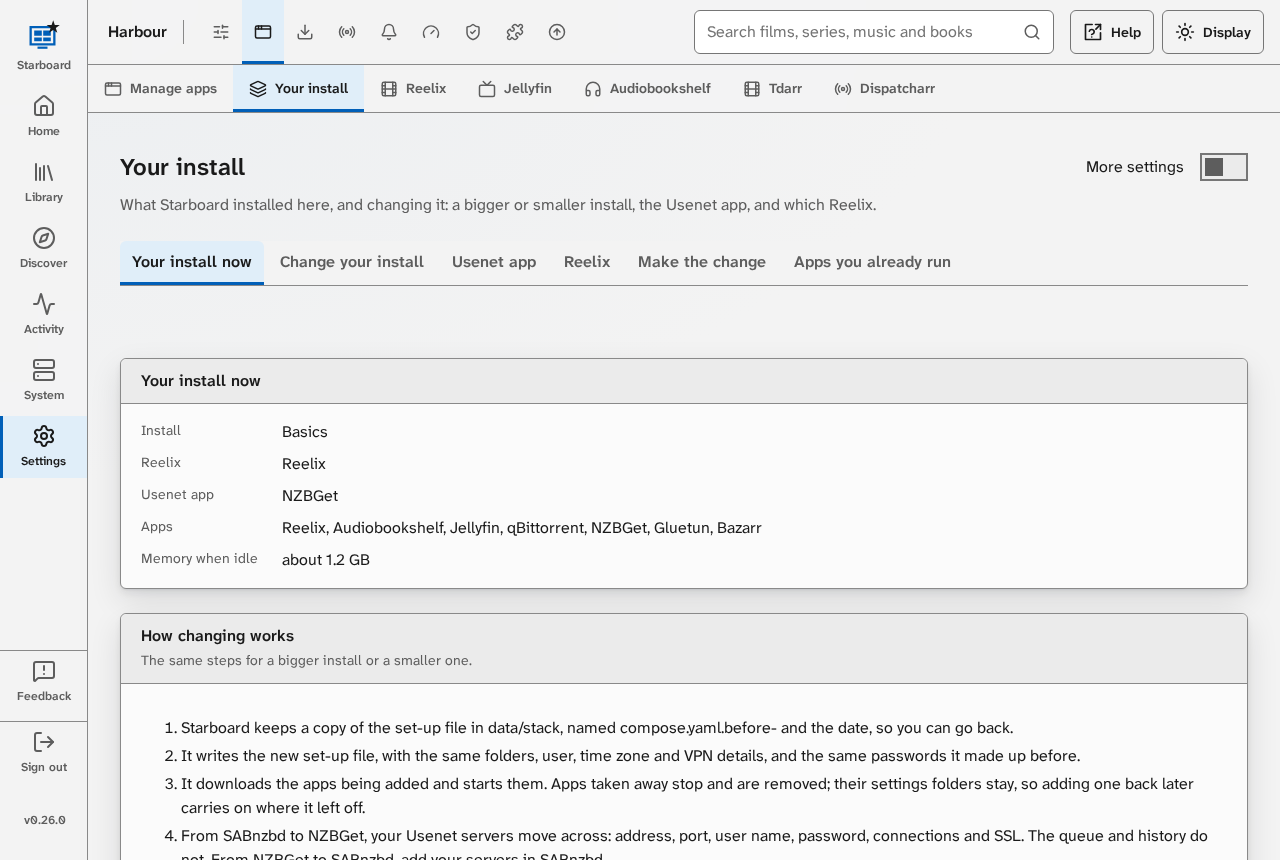 Starboard
Harbour
Search films, series, music and books
Help
Display
Home
Library
Discover
Activity
System
Settings
Feedback
Sign out
v0.26.0
Manage apps
Your install
Reelix
Jellyfin
Audiobookshelf
Tdarr
Dispatcharr
Your install
More settings
What Starboard installed here, and changing it: a bigger or smaller install, the Usenet app, and which Reelix.
Your install now
Change your install
Usenet app
Reelix
Make the change
Apps you already run
Your install now
Install Basics
Reelix Reelix
Usenet app NZBGet
Apps Reelix, Audiobookshelf, Jellyfin, qBittorrent, NZBGet, Gluetun, Bazarr
Memory when idle about 1.2 GB
How changing works
The same steps for a bigger install or a smaller one.
1. Starboard keeps a copy of the set-up file in data/stack, named compose.yaml.before- and the date, so you can go back.
2. It writes the new set-up file, with the same folders, user, time zone and VPN details, and the same passwords it made up before.
3. It downloads the apps being added and starts them. Apps taken away stop and are removed; their settings folders stay, so adding one back later
carries on where it left off.
4. From SABnzbd to NZBGet, your Usenet servers move across: address, port, user name, password, connections and SSL. The queue and history do
not. From NZBGet to SABnzbd, add your servers in SABnzbd.